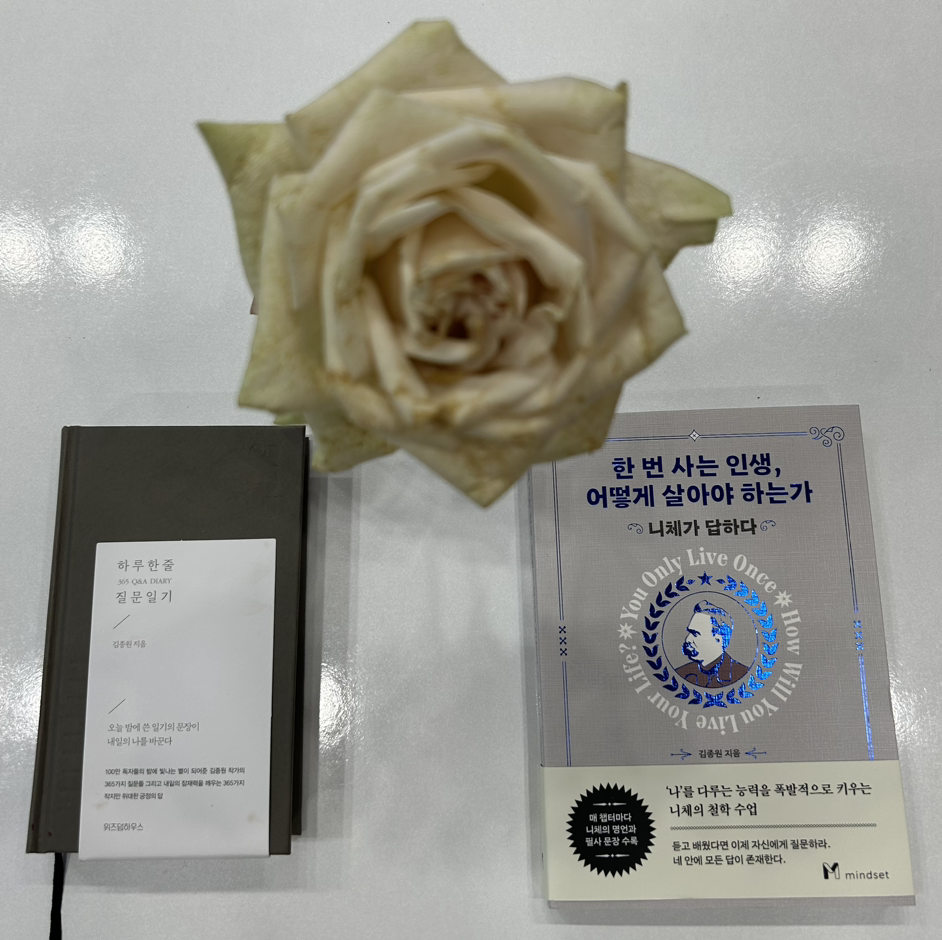 하루한줄
365 Q&A DIARY
질문일기
김종원 지음
오늘 밤에 쓴 일기의 문장이
내일의 나를 바꾼다
100만 독자들의 밤에 빛나는 별이 되어준 김종원 작가의
365가지 질문들 그리고 내일의 잠재력을 깨우는 365가지
작지만 위대한 긍정의 답
위즈덤하우스
한 번 사는 인생,
어떻게 살아야 하는가
니체가 답하다
You Only Live Once
How Will You Live Your Life?
김종원 지음
'나'를 다루는 능력을 폭발적으로 키우는
니체의 철학 수업
매 챕터마다
니체의 명언과
필사 문장 수록
듣고 배웠다면 이제 자신에게 질문하라.
네 안에 모든 답이 존재한다.
mindset